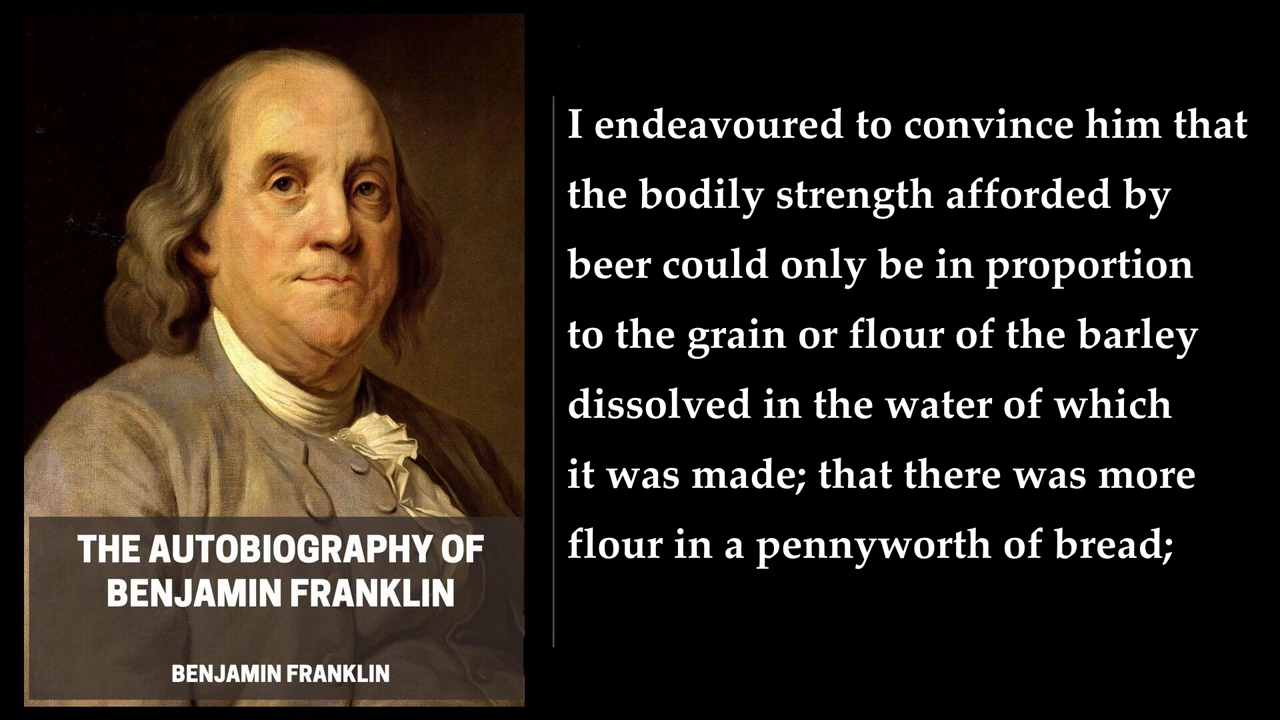 THE AUTOBIOGRAPHY OF
BENJAMIN FRANKLIN
BENJAMIN FRANKLIN
I endeavoured to convince him that
the bodily strength afforded by
beer could only be in proportion
to the grain or flour of the barley
dissolved in the water of which
it was made; that there was more
flour in a pennyworth of bread;